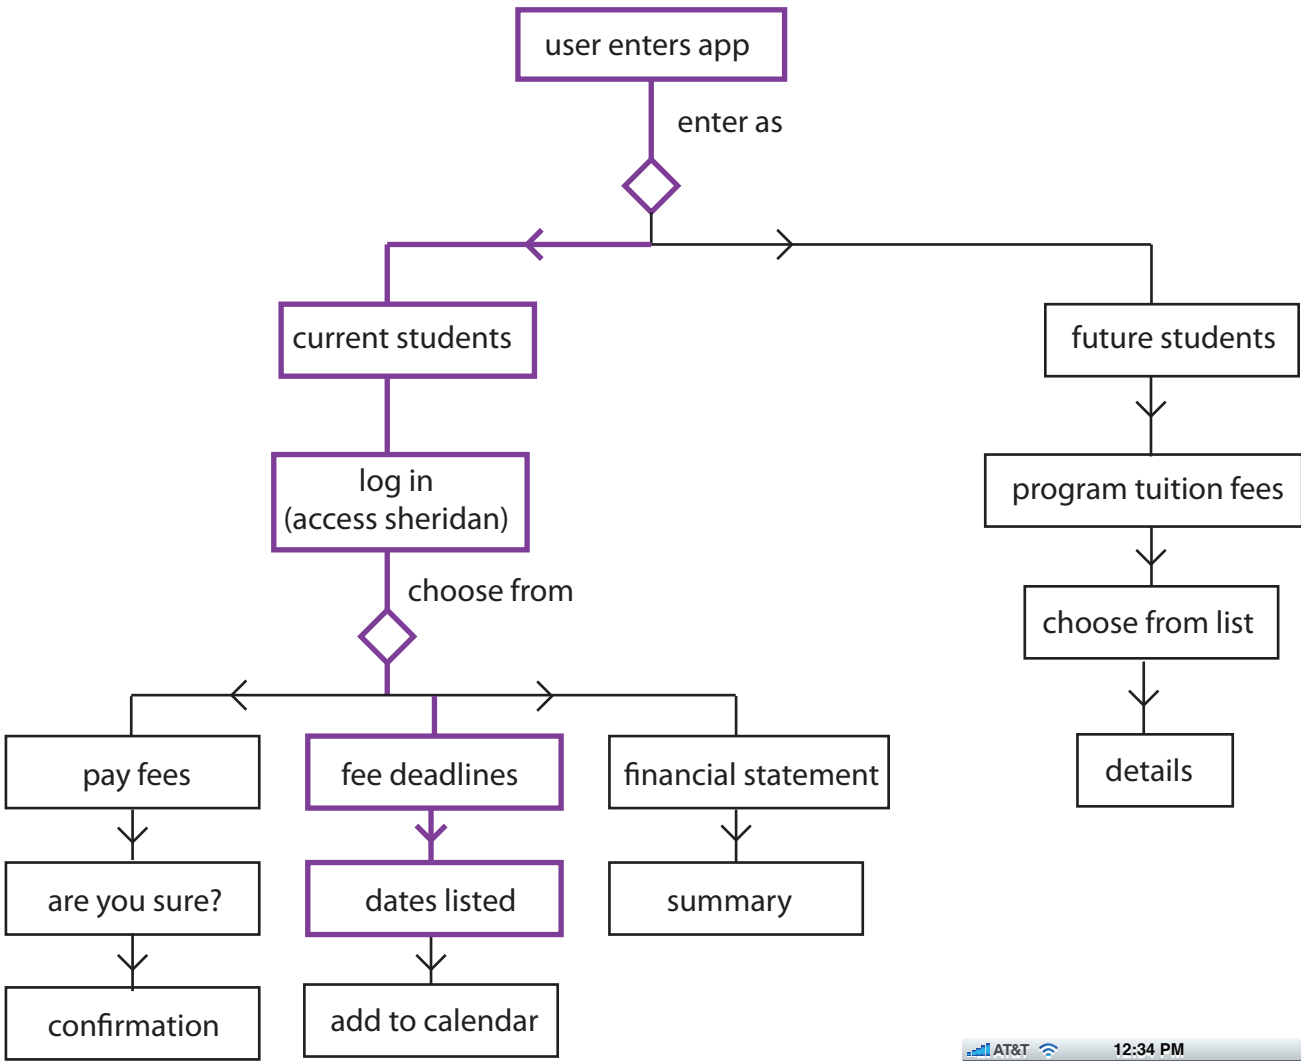 user enters app
enter as
current students
future students
log in
(access sheridan)
program tuition fees
choose from
choose from list
pay fees
fee deadlines
financial statement
details
are you sure?
dates listed
summary
confirmation
add to calendar
AT&T 12:34 PM